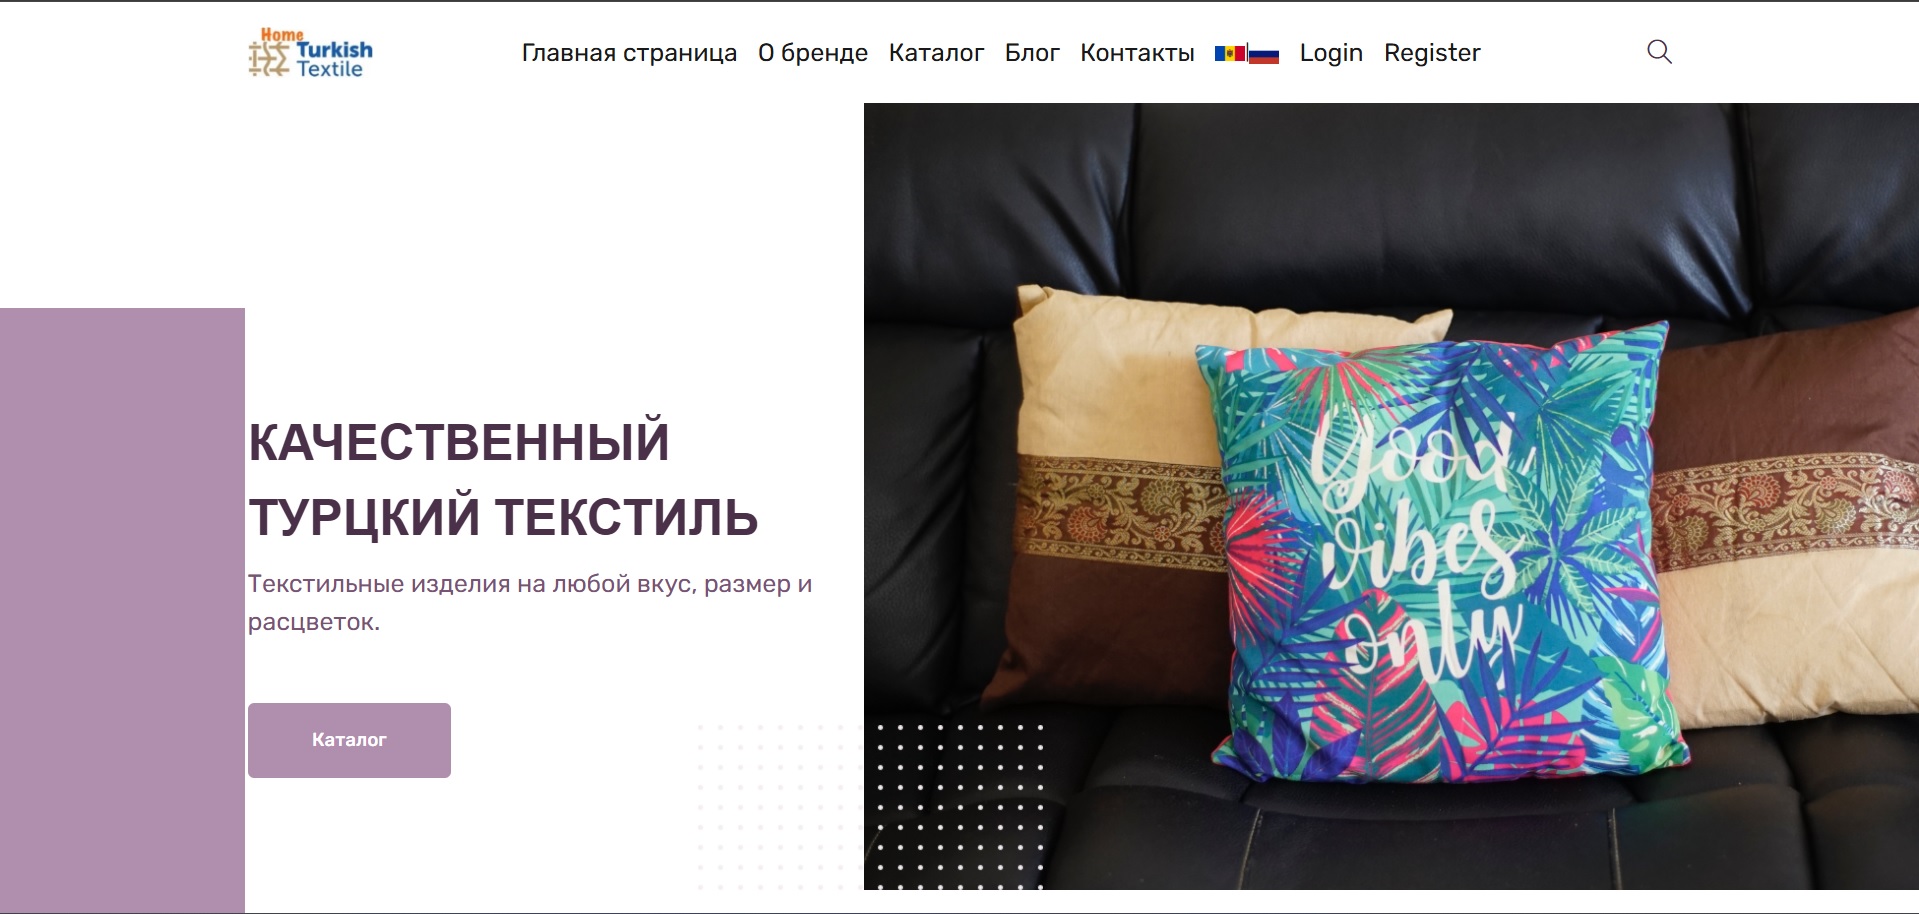 Home
Turkish
Textile
Главная страница О бренде Каталог Блог Контакты Login Register
КАЧЕСТВЕННЫЙ
ТУРЦКИЙ ТЕКСТИЛЬ
Текстильные изделия на любой вкус, размер и
расцветок.
Каталог
Good
vibes
only